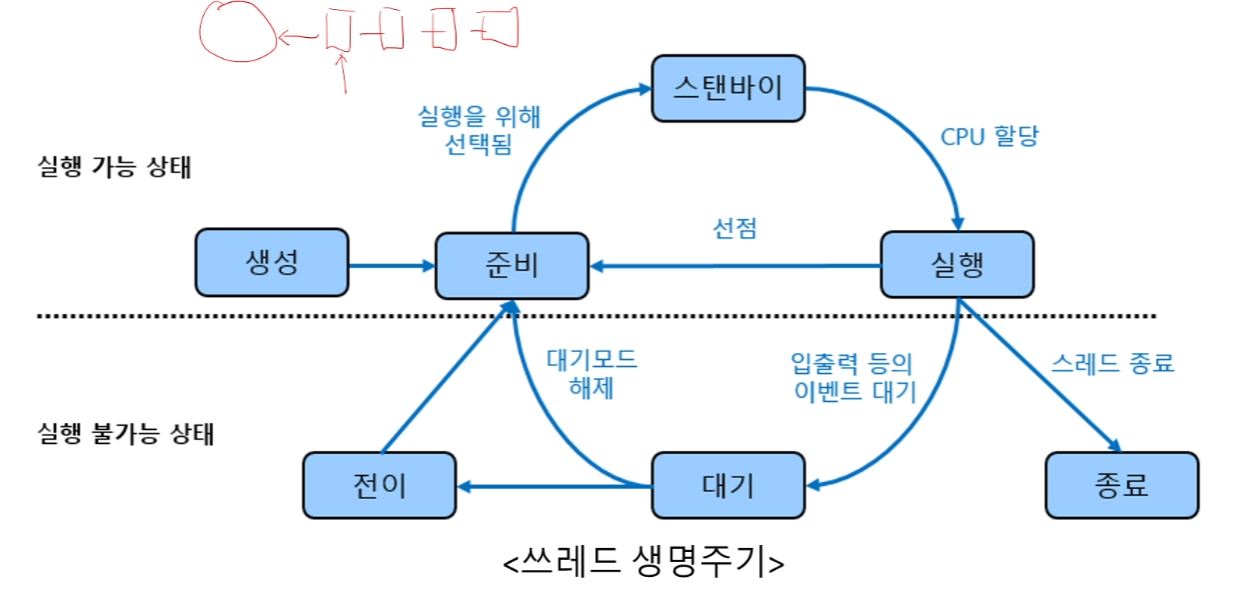 스탠바이
실행을 위해
선택됨
CPU 할당
실행 가능 상태
선점
생성
준비
실행
대기모드
해제
입출력 등의
이벤트 대기
스레드 종료
실행 불가능 상태
전이
대기
종료
<쓰레드 생명주기>